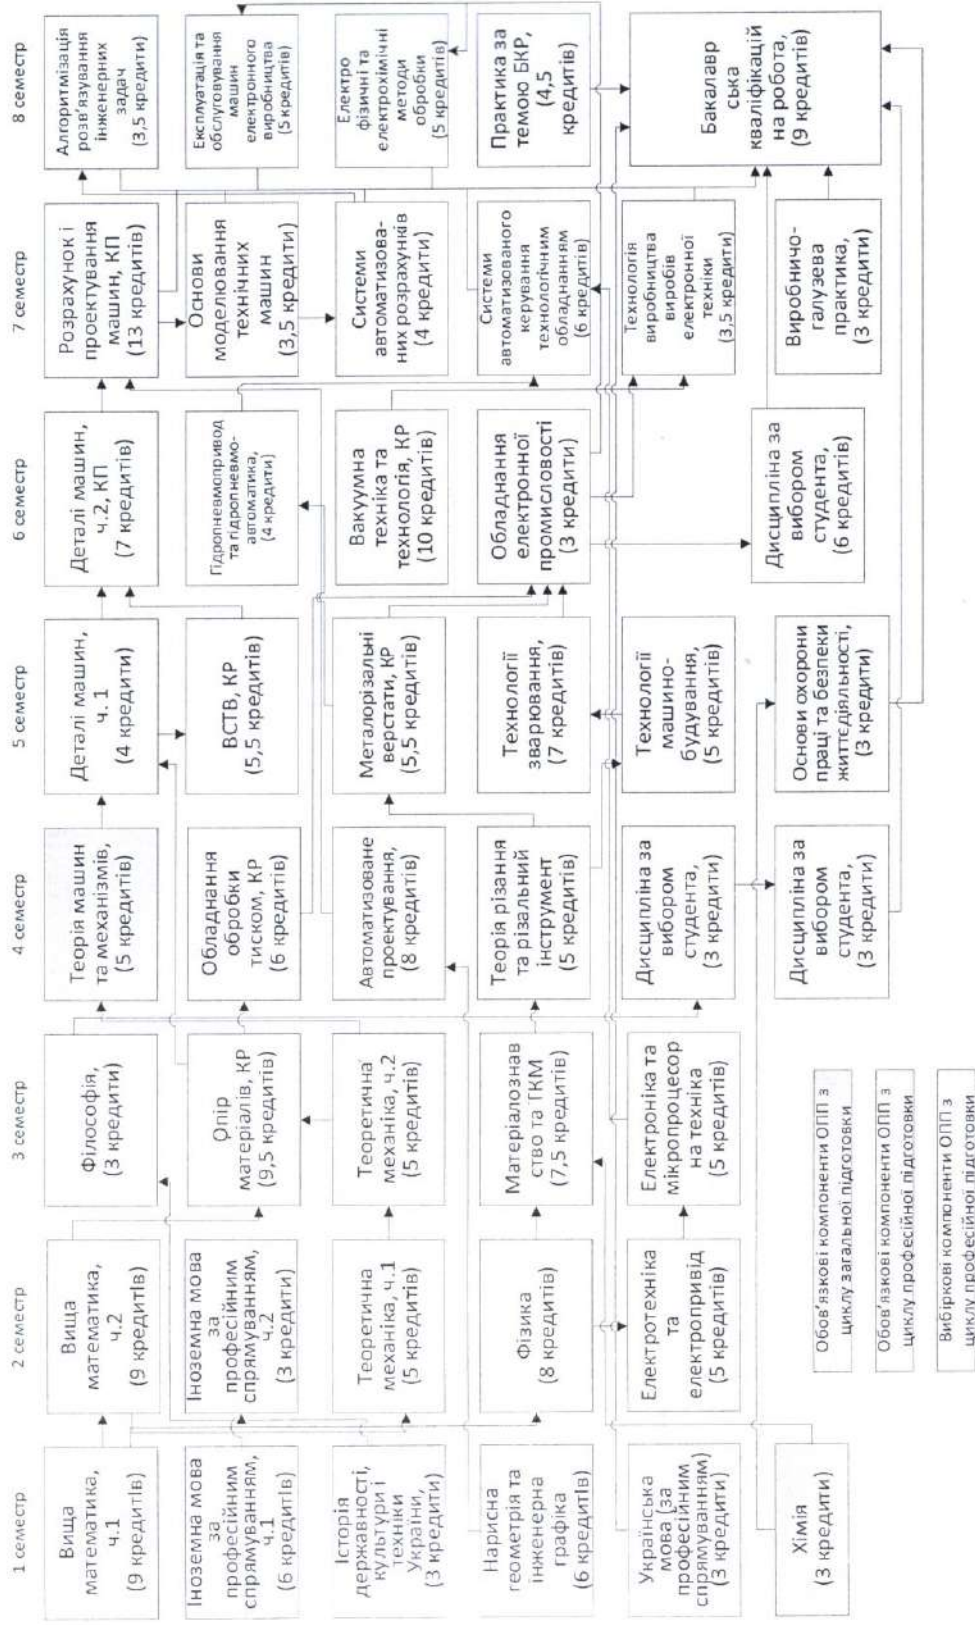 1 семестр
2 семестр
3 семестр
4 семестр
5 семестр
6 семестр
7 семестр
8 семестр
Вища
математика,
ч.1
(9 кредитів)
Іноземна мова
за
професійним
спрямуванням,
ч.1
(6 кредитів)
Історія
державності,
культури і
техніки
України,
(3 кредити)
Нарисна
геометрія та
інженерна
графіка
(6 кредитів)
Українська
мова (за
професійним
спрямуванням)
(3 кредити)
Хімія
(3 кредити)
Вища
математика,
ч.2
(9 кредитів)
Іноземна мова
за
професійним
спрямуванням,
ч.2
(3 кредити)
Теоретична
механіка, ч.1
(5 кредитів)
Фізика
(8 кредитів)
Електротехніка
та
електропривід
(5 кредитів)
Філософія,
(3 кредити)
Опір
матеріалів, КР
(9,5 кредитів)
Теоретична
механіка, ч.2
(5 кредитів)
Матеріалознав
ство та ТКМ
(7,5 кредитів)
Електроніка та
мікропроцесор
на техніка
(5 кредитів)
Теорія машин
та механізмів,
(5 кредитів)
Обладнання
обробки
тиском, КР
(6 кредитів)
Автоматизоване
проектування,
(8 кредитів)
Теорія різання
та різальний
інструмент
(5 кредитів)
Дисципліна за
вибором
студента,
(3 кредити)
Дисципліна за
вибором
студента,
(3 кредити)
Деталі машин,
ч. 1
(4 кредити)
ВСТВ, КР
(5,5 кредитів)
Металорізальні
верстати, КР
(5,5 кредитів)
Технології
зварювання,
(7 кредитів)
Технології
машино-
будування,
(5 кредитів)
Основи охорони
праці та безпеки
життєдіяльності,
(3 кредити)
Деталі машин,
ч.2, КП
(7 кредитів)
Гідропневмопривод
та гідропневмо-
автоматика,
(4 кредити)
Вакуумна
техніка та
технологія, КР
(10 кредитів)
Обладнання
електронної
промисловості
(3 кредити)
Дисципліна за
вибором
студента,
(6 кредитів)
Розрахунок і
проектування
машин, КП
(13 кредитів)
Основи
моделювання
технічних
машин
(3,5 кредити)
Системи
автоматизова-
них розрахунків
(4 кредити)
Системи
автоматизованого
керування
технологічним
обладнанням
(6 кредитів)
Технологія
виробництва
виробів
електронної
техніки
(3,5 кредити)
Виробничо-
галузева
практика,
(3 кредити)
Алгоритмізація
розв'язування
інженерних
задач
(3,5 кредити)
Експлуатація та
обслуговування
машин
електронного
виробництва
(5 кредитів)
Електро
фізичні та
електрохімічні
методи
обробки
(5 кредитів)
Практика за
темою БКР,
(4,5
кредитів)
Бакалавр
ська
кваліфікацій
на робота,
(9 кредитів)
Обов'язкові компоненти ОПП з
циклу загальної підготовки
Обов'язкові компоненти ОПП з
циклу професійної підготовки
Вибіркові компоненти ОПП з
циклу професійної підготовки